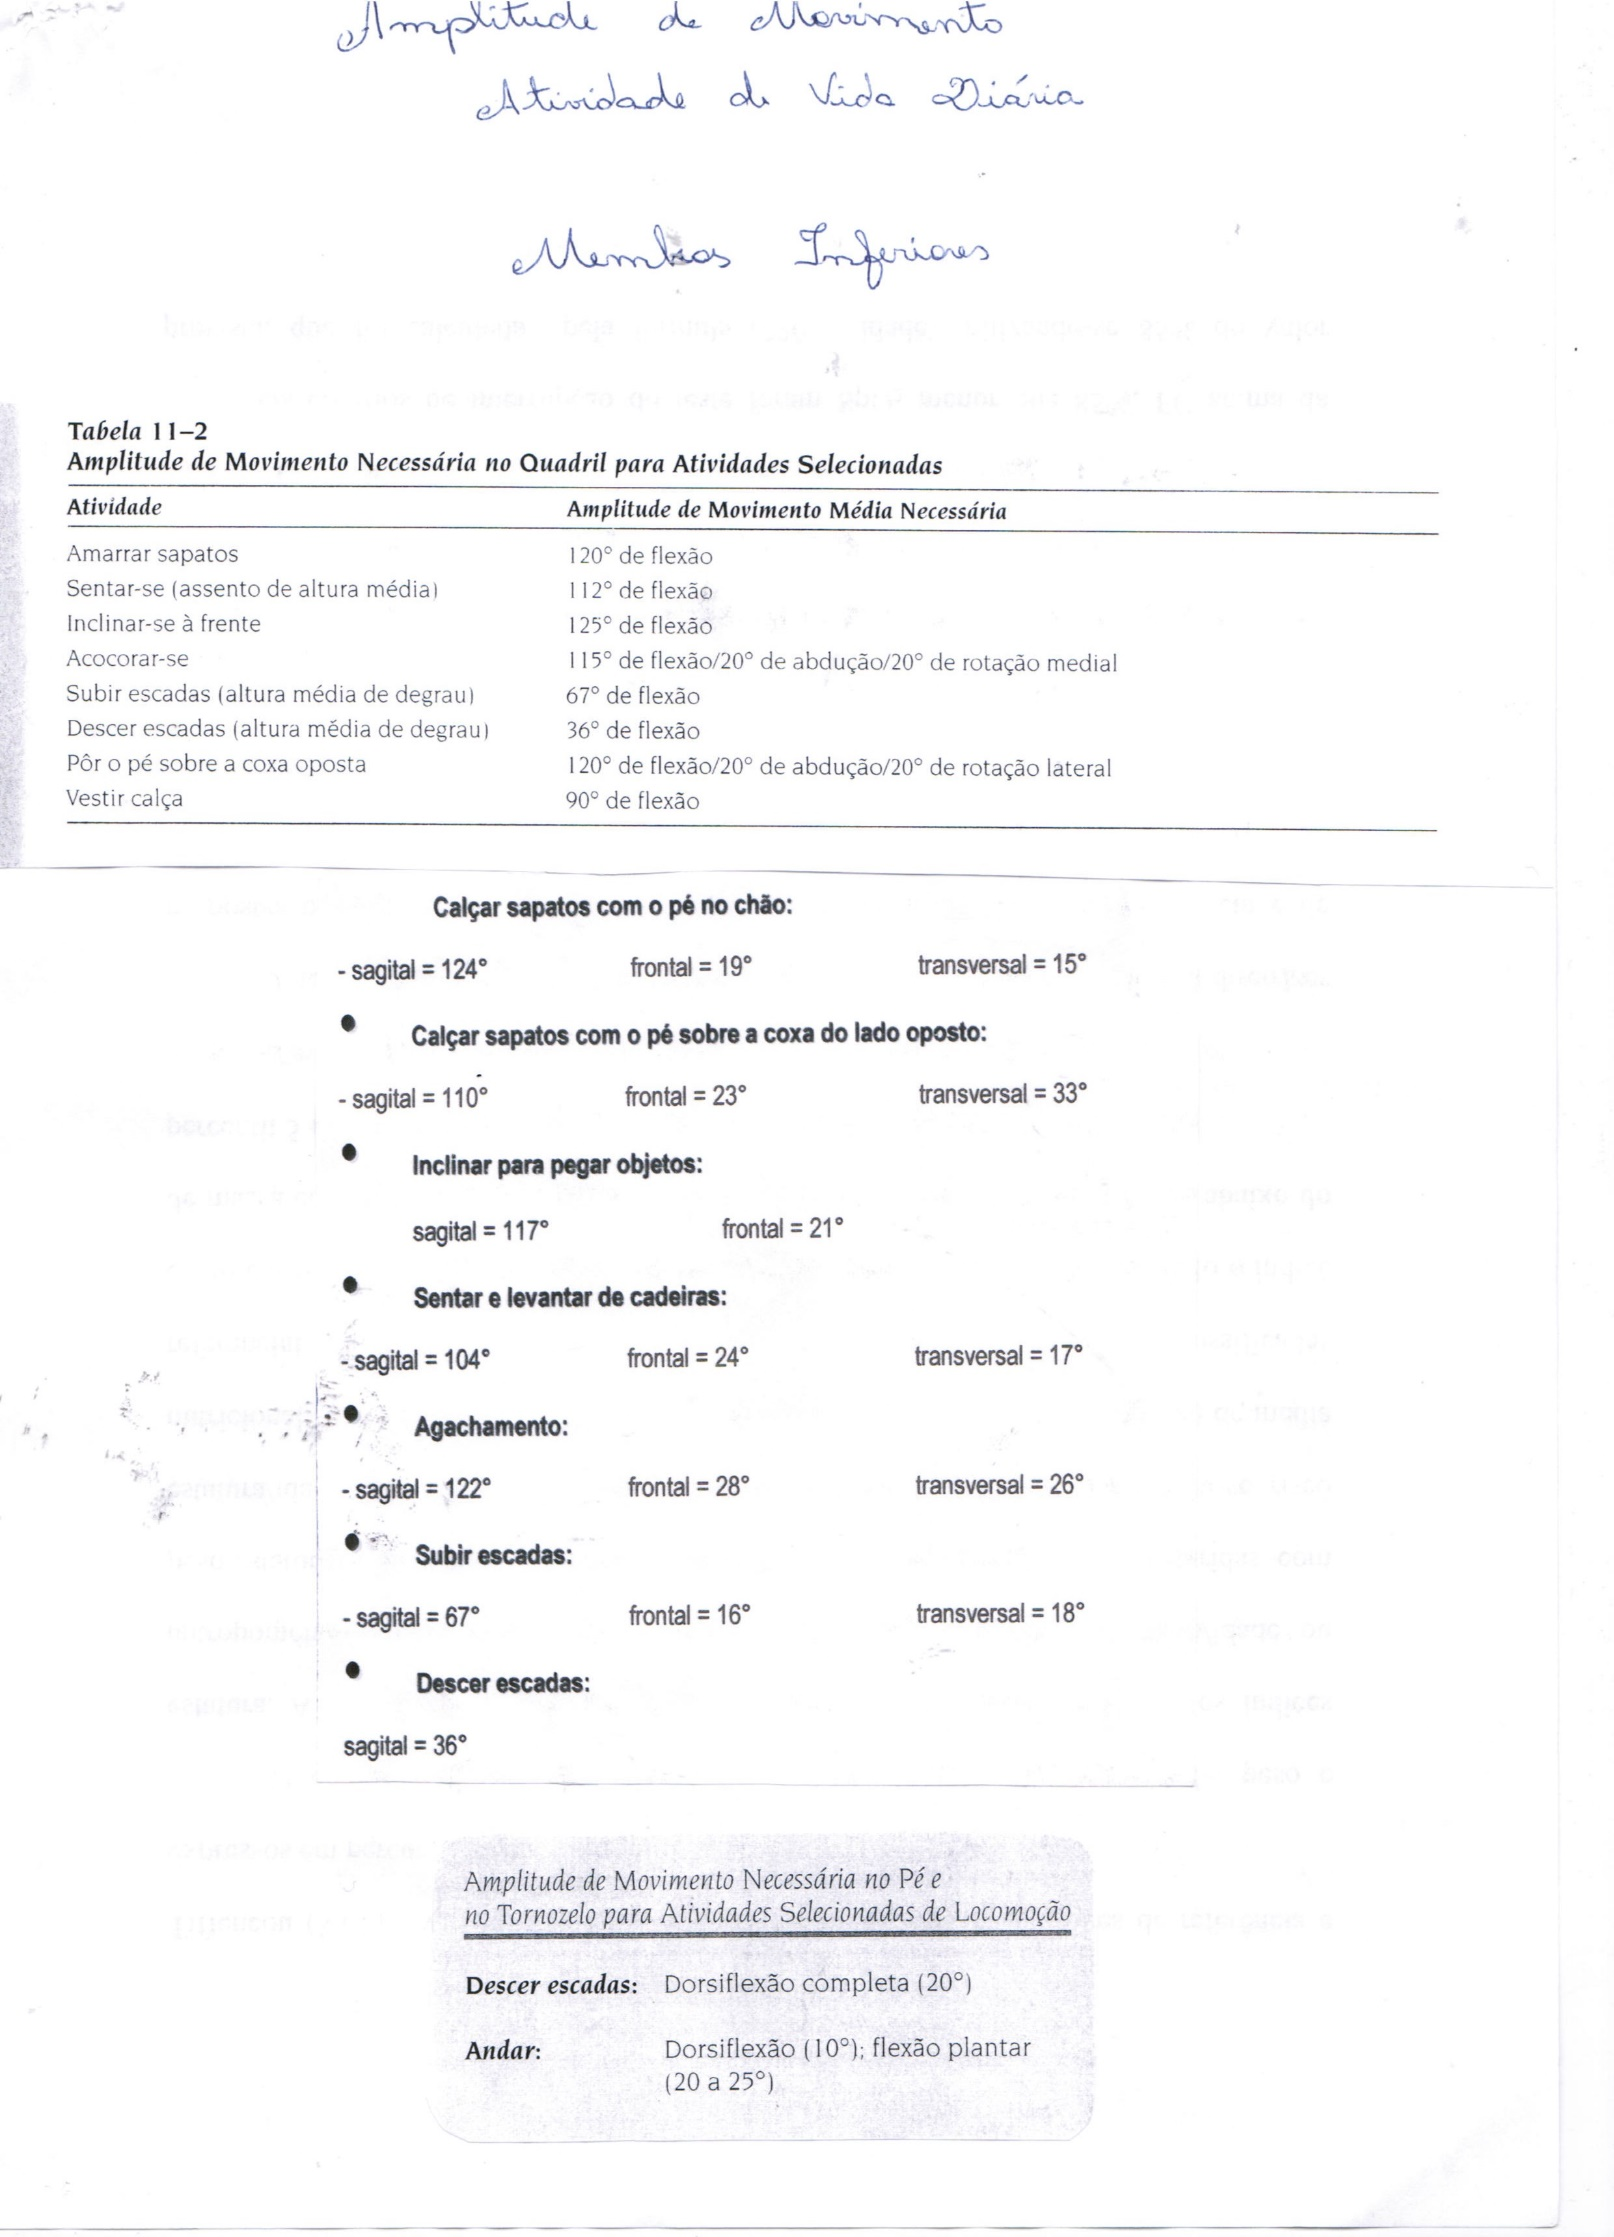 Amplitude de Movimento
Atividade de Vida Diária
Membros Inferiores
Tabela 11–2
Amplitude de Movimento Necessária no Quadril para Atividades Selecionadas
Atividade Amplitude de Movimento Média Necessária
Amarrar sapatos 120° de flexão
Sentar-se (assento de altura média) 112° de flexão
Inclinar-se à frente 125° de flexão
Acocorar-se 115° de flexão/20° de abdução/20° de rotação medial
Subir escadas (altura média de degrau) 67° de flexão
Descer escadas (altura média de degrau) 36° de flexão
Pôr o pé sobre a coxa oposta 120° de flexão/20° de abdução/20° de rotação lateral
Vestir calça 90° de flexão
Calçar sapatos com o pé no chão:
- sagital = 124° frontal = 19° transversal = 15°
• Calçar sapatos com o pé sobre a coxa do lado oposto:
- sagital = 110° frontal = 23° transversal = 33°
• Inclinar para pegar objetos:
sagital = 117° frontal = 21°
• Sentar e levantar de cadeiras:
- sagital = 104° frontal = 24° transversal = 17°
• Agachamento:
- sagital = 122° frontal = 28° transversal = 26°
• Subir escadas:
- sagital = 67° frontal = 16° transversal = 18°
• Descer escadas:
sagital = 36°
Amplitude de Movimento Necessária no Pé e
no Tornozelo para Atividades Selecionadas de Locomoção
Descer escadas: Dorsiflexão completa (20°)
Andar: Dorsiflexão (10°); flexão plantar
(20 a 25°)